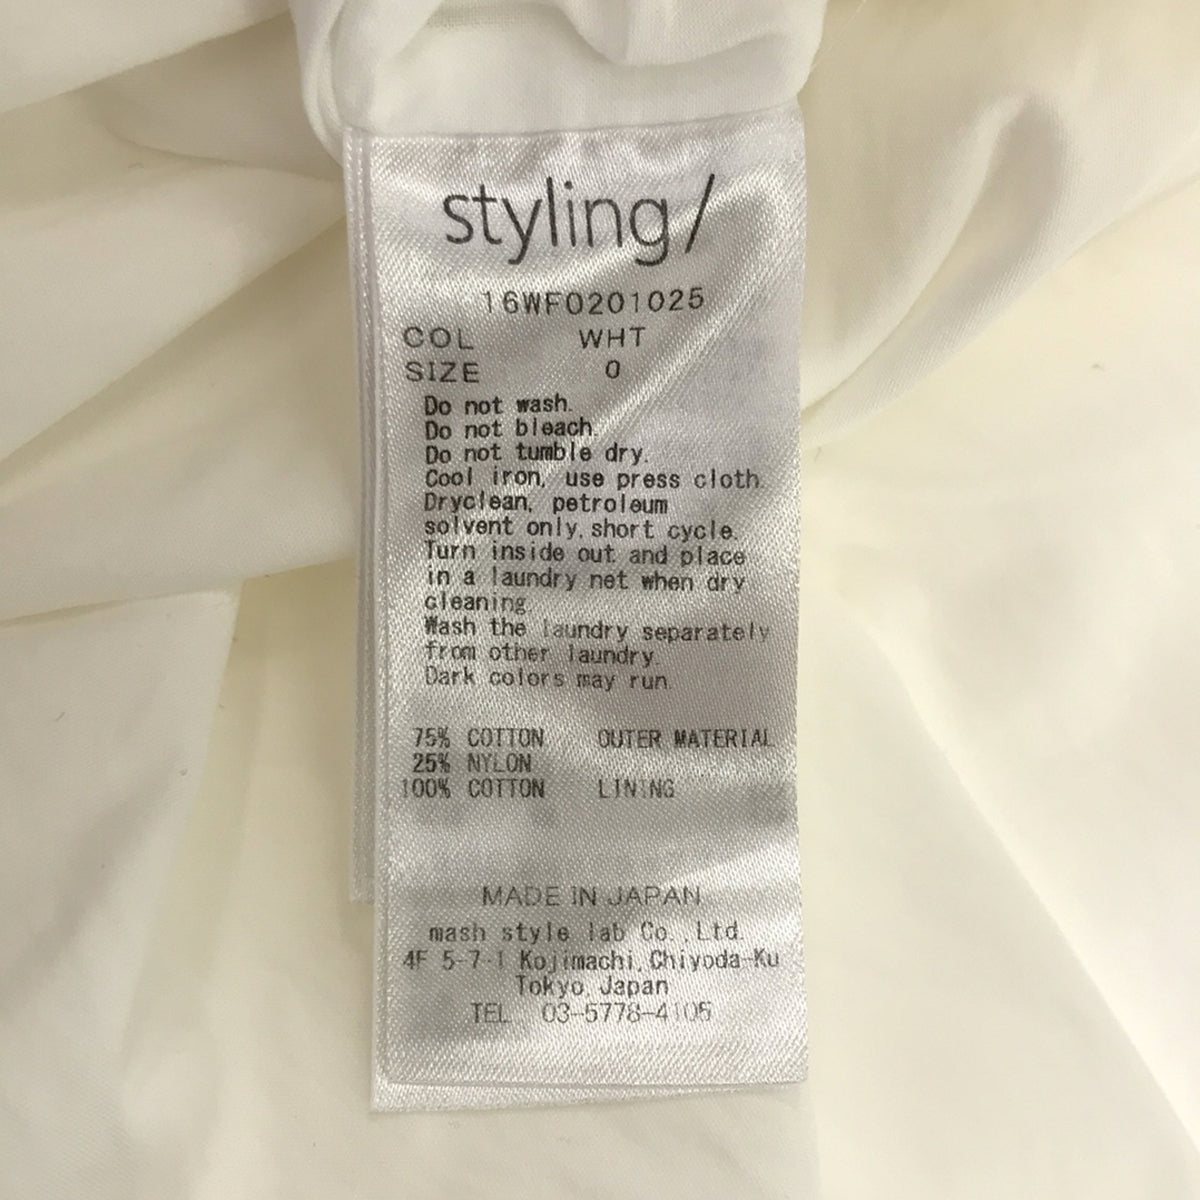 styling/
16WF0201025
COL WHT
SIZE 0
Do not wash.
Do not bleach.
Do not tumble dry.
Cool iron, use press cloth.
Dryclean, petroleum
solvent only, short cycle.
Turn inside out and place
in a laundry net when dry
cleaning.
Wash the laundry separately
from other laundry.
Dark colors may run.
75% COTTON OUTER MATERIAL
25% NYLON
100% COTTON LINING
MADE IN JAPAN
mash style lab Co.,Ltd.
4F 5-7-1 Kojimachi,Chiyoda-Ku
Tokyo,Japan
TEL 03-5778-4105